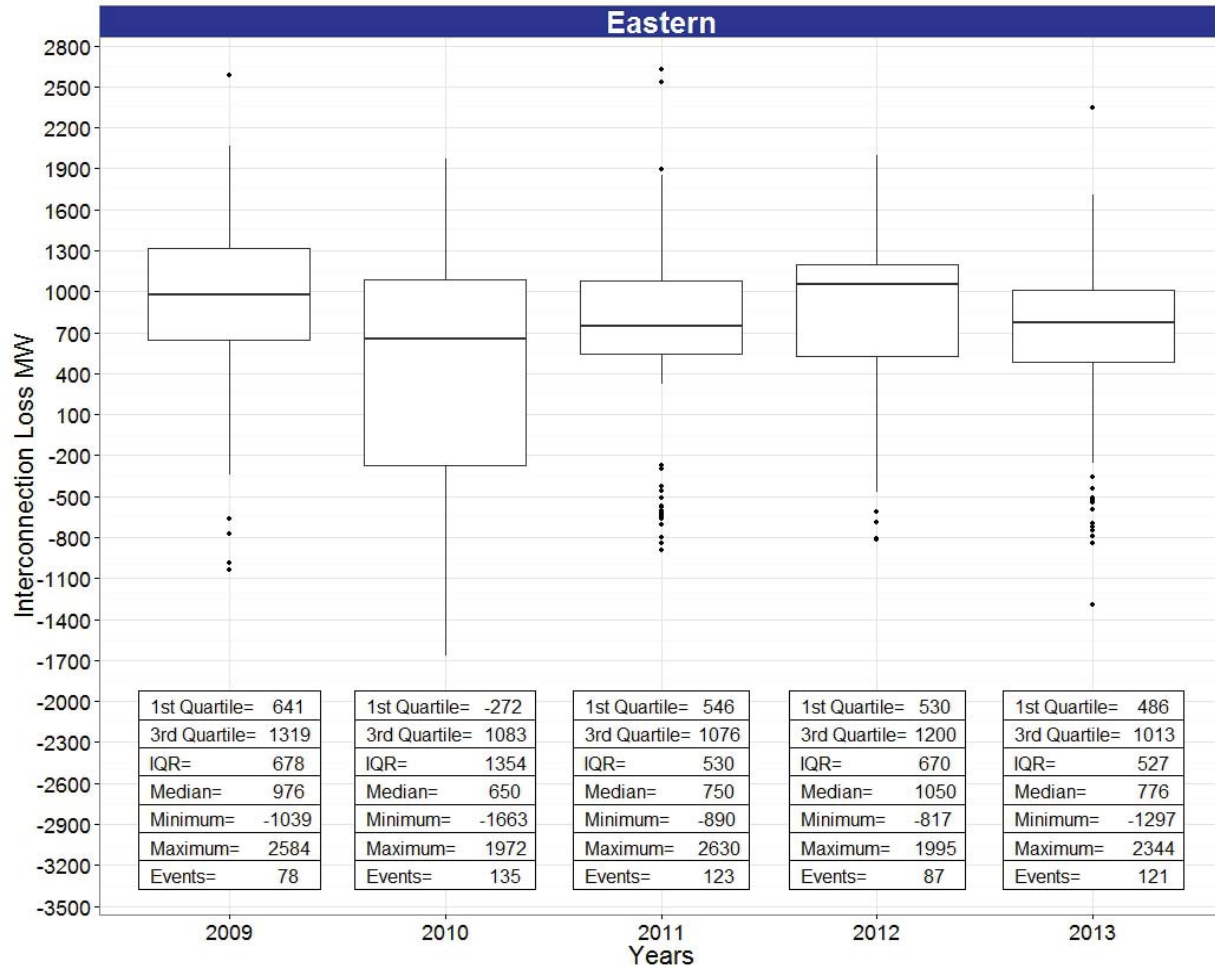 Eastern
Interconnection Loss MW
2800
2500
2200
1900
1600
1300
1000
700
400
100
-200
-500
-800
-1100
-1400
-1700
-2000
-2300
-2600
-2900
-3200
-3500
1st Quartile= 641
3rd Quartile= 1319
IQR= 678
Median= 976
Minimum= -1039
Maximum= 2584
Events= 78
1st Quartile= -272
3rd Quartile= 1083
IQR= 1354
Median= 650
Minimum= -1663
Maximum= 1972
Events= 135
1st Quartile= 546
3rd Quartile= 1076
IQR= 530
Median= 750
Minimum= -890
Maximum= 2630
Events= 123
1st Quartile= 530
3rd Quartile= 1200
IQR= 670
Median= 1050
Minimum= -817
Maximum= 1995
Events= 87
1st Quartile= 486
3rd Quartile= 1013
IQR= 527
Median= 776
Minimum= -1297
Maximum= 2344
Events= 121
2009 2010 2011 2012 2013
Years